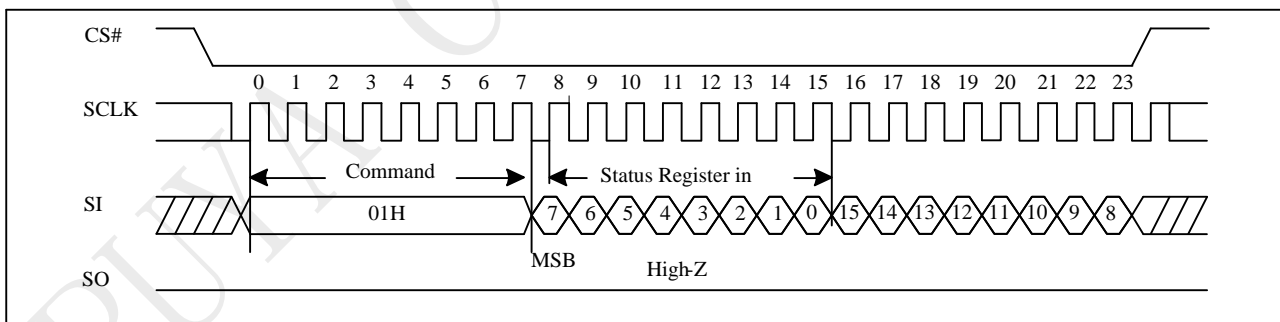 CS#
0 1 2 3 4 5 6 7 8 9 10 11 12 13 14 15 16 17 18 19 20 21 22 23
SCLK
Command Status Register in
SI 01H 7 6 5 4 3 2 1 0 15 14 13 12 11 10 9 8
MSB High-Z
SO
PUYA